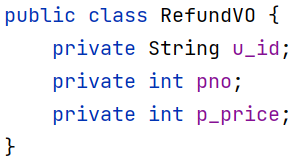 public class RefundVO {
    private String u_id;
    private int pno;
    private int p_price;
}